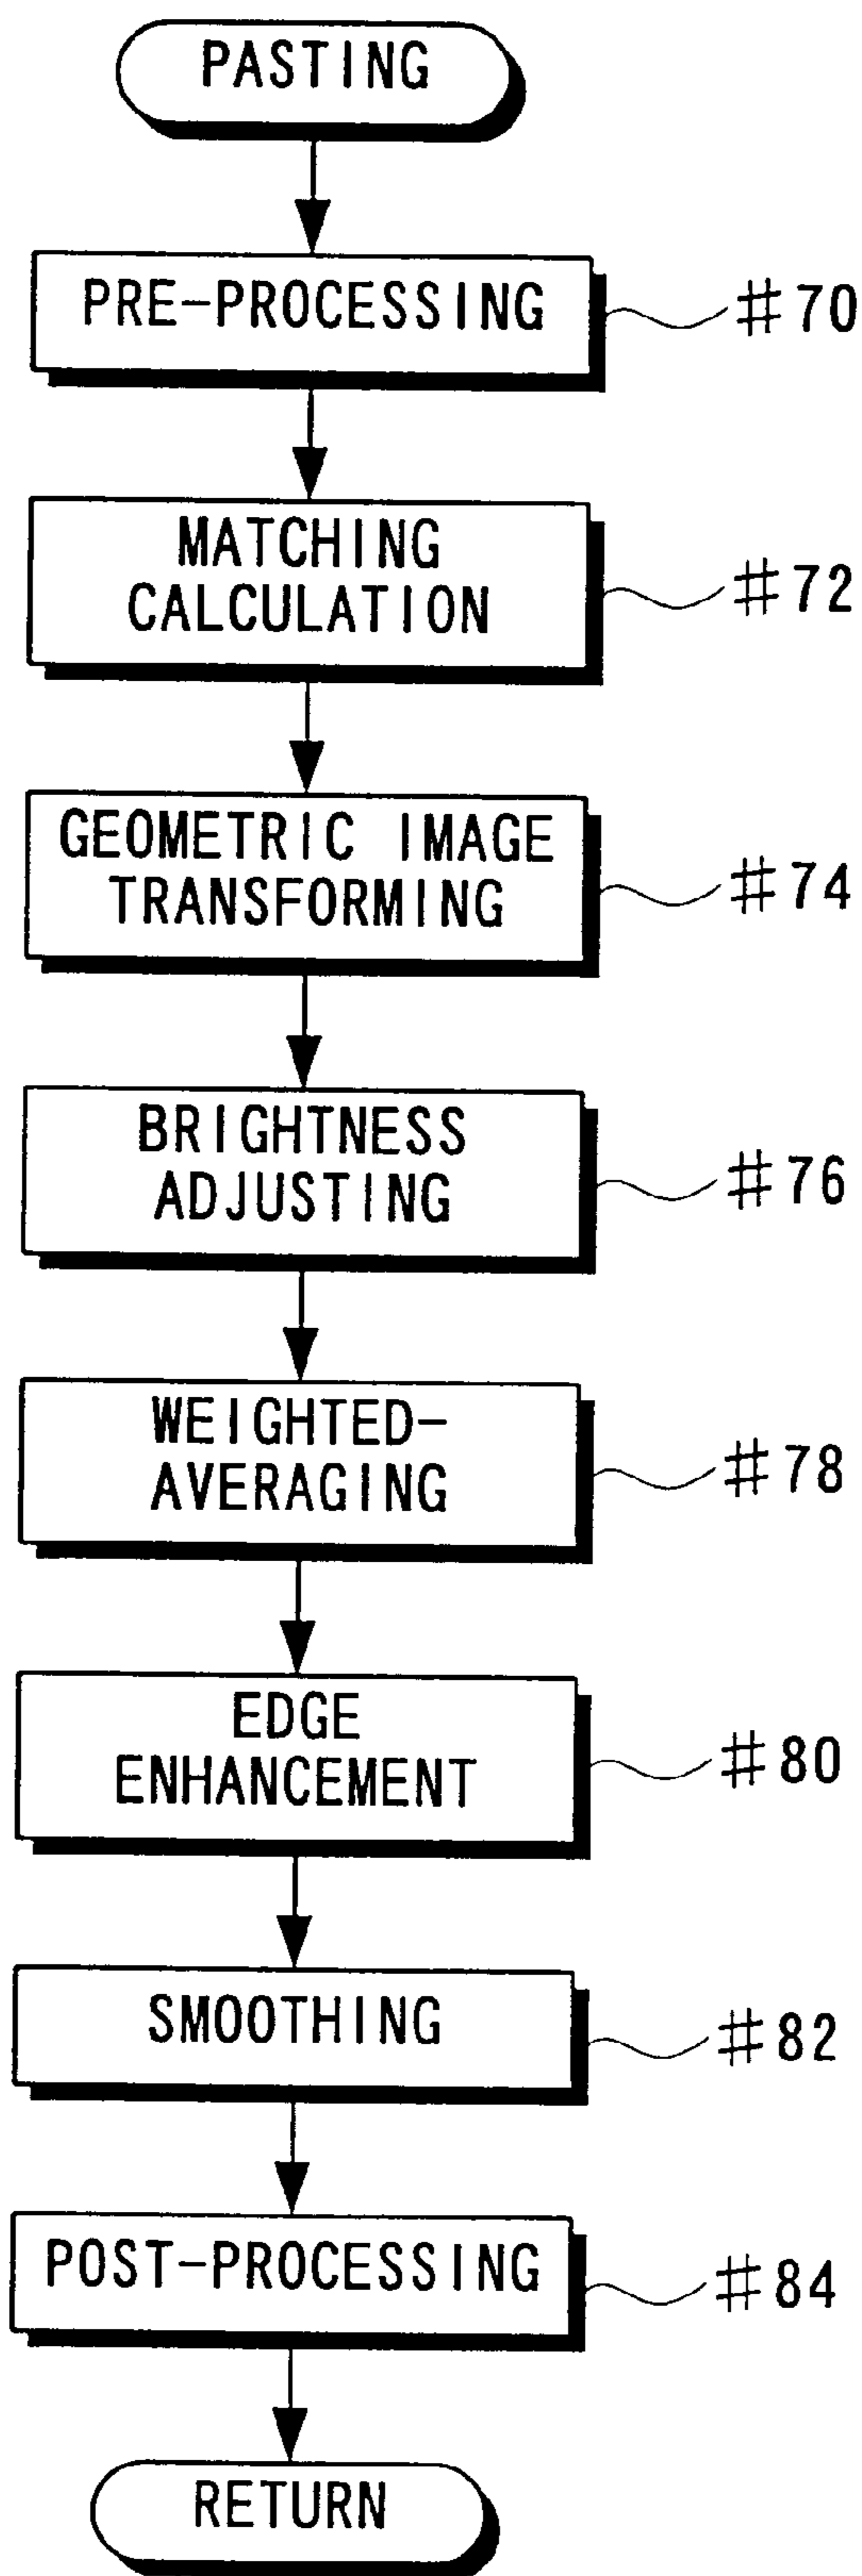 PASTING
PRE-PROCESSING
#70
MATCHING
CALCULATION
#72
GEOMETRIC IMAGE
TRANSFORMING
#74
BRIGHTNESS
ADJUSTING
#76
WEIGHTED-
AVERAGING
#78
EDGE
ENHANCEMENT
#80
SMOOTHING
#82
POST-PROCESSING
#84
RETURN